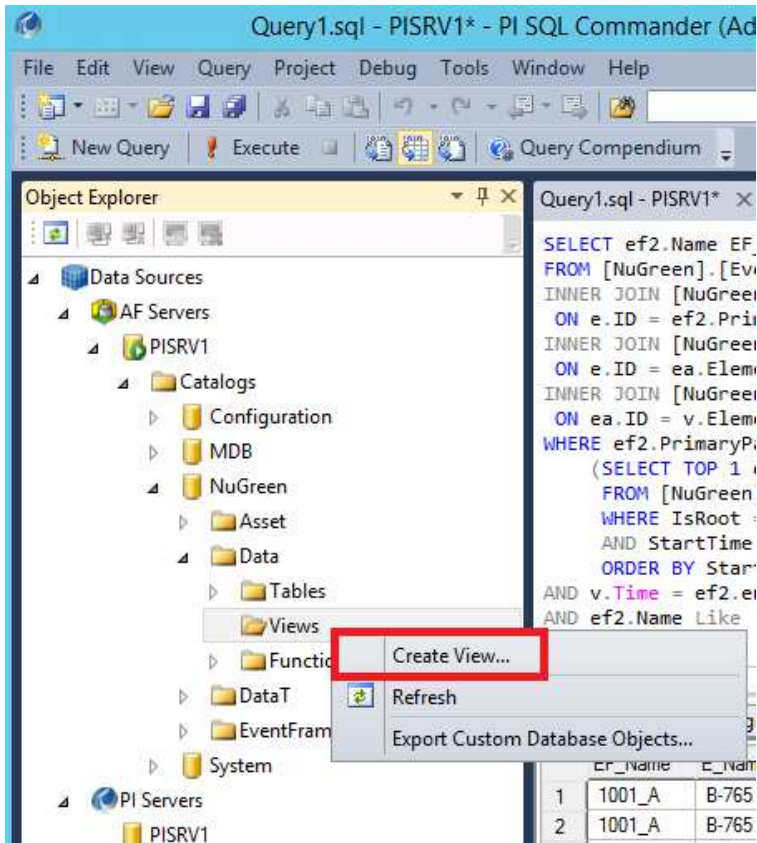 Query1.sql - PISRV1* - PI SQL Commander (Ad
File Edit View Query Project Debug Tools Window Help
New Query Execute Query Compendium
Object Explorer
Data Sources
AF Servers
PISRV1
Catalogs
Configuration
MDB
NuGreen
Asset
Data
Tables
Views
Functio
DataT
EventFram
System
PI Servers
PISRV1
Create View...
Refresh
Export Custom Database Objects...
Query1.sql - PISRV1*
SELECT ef2.Name EF_
FROM [NuGreen].[Eve
INNER JOIN [NuGreen
ON e.ID = ef2.Prim
INNER JOIN [NuGreen
ON e.ID = ea.Eleme
INNER JOIN [NuGreen
ON ea.ID = v.Eleme
WHERE ef2.PrimaryPa
(SELECT TOP 1 e
FROM [NuGreen]
WHERE IsRoot =
AND StartTime
ORDER BY Start
AND v.Time = ef2.en
AND ef2.Name Like
EF_Name E_Nam
1 1001_A B-765
2 1001_A B-765